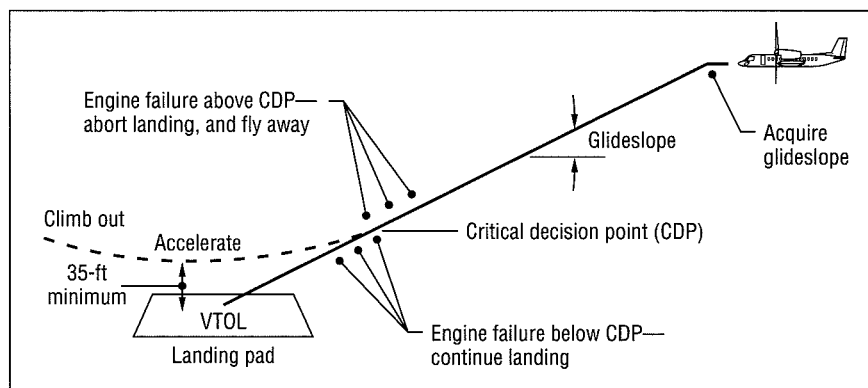 Engine failure above CDP—
abort landing, and fly away
Glideslope
Acquire
glideslope
Climb out
Accelerate
Critical decision point (CDP)
35-ft
minimum
VTOL
Landing pad
Engine failure below CDP—
continue landing